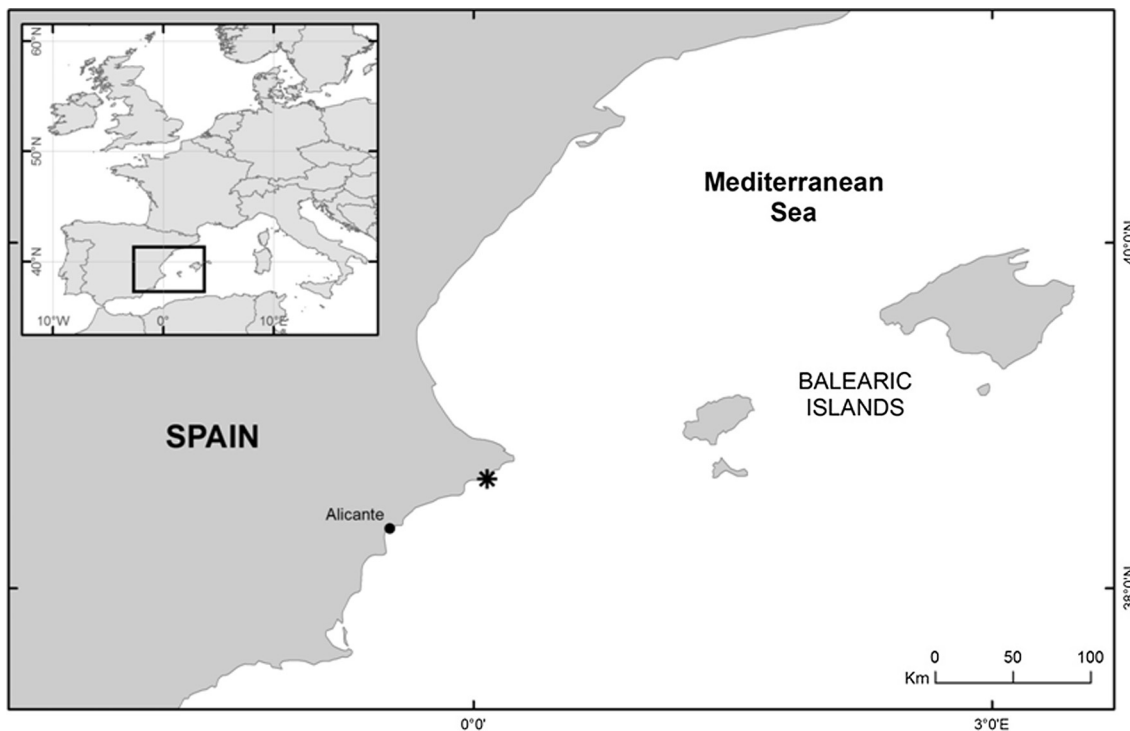 60°N
50°N
40°N
10°W
0°
10°E
Mediterranean
Sea
40°0'N
BALEARIC
ISLANDS
SPAIN
Alicante
38°0'N
0
50
100
Km
0°0'
3°0'E